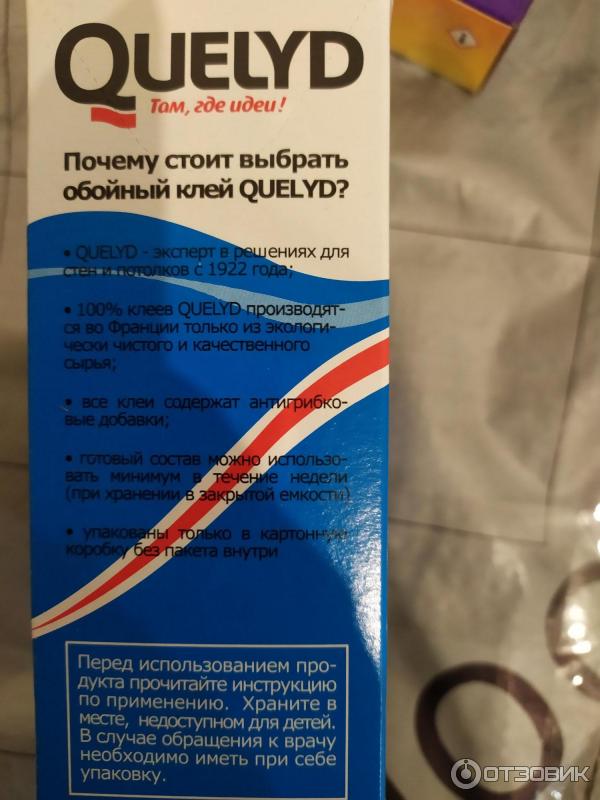 QUELYD
Там, где идеи!
Почему стоит выбрать
обойный клей QUELYD?
• QUELYD - эксперт в решениях для
стен и потолков с 1922 года;
• 100% клеев QUELYD производят-
ся во Франции только из экологи-
чески чистого и качественного
сырья;
• все клеи содержат антигрибко-
вые добавки;
• готовый состав можно использо-
вать минимум в течение недели
(при хранении в закрытой емкости)
• упакованы только в картонную
коробку без пакета внутри
Перед использованием про-
дукта прочитайте инструкцию
по применению. Храните в
месте, недоступном для детей.
В случае обращения к врачу
необходимо иметь при себе
упаковку.
ОТЗОВИК